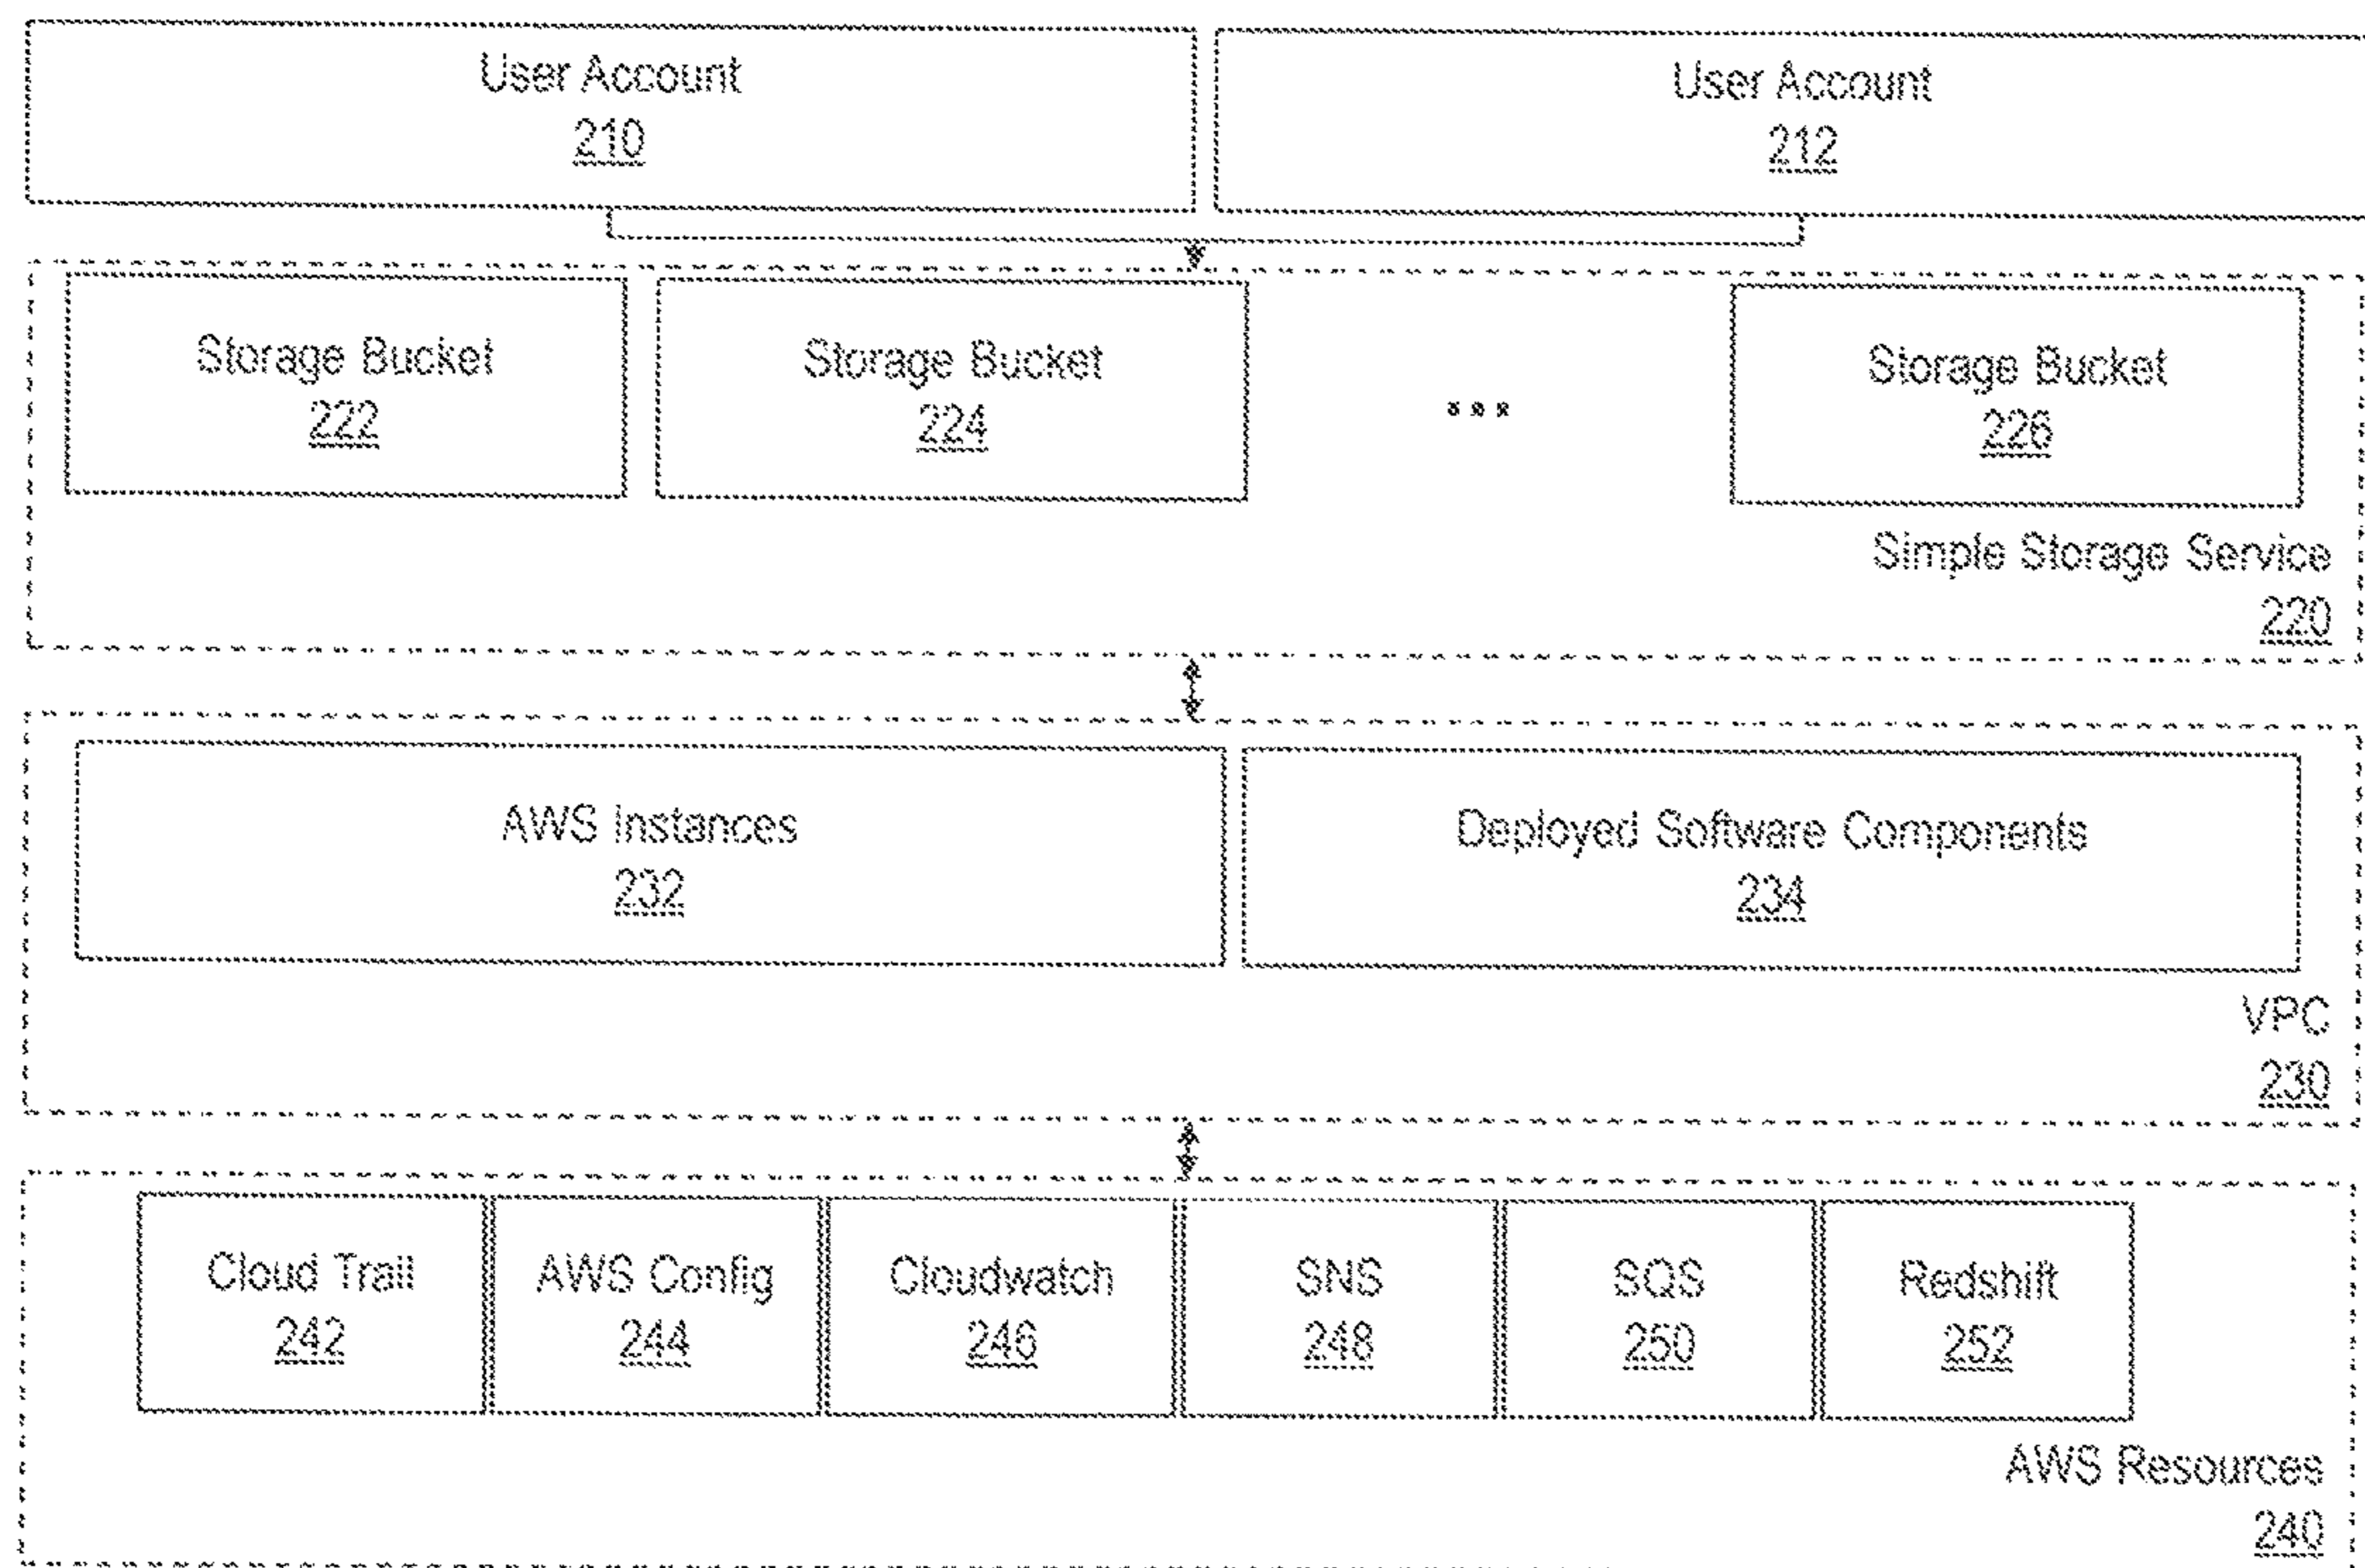 User Account
210
User Account
212
Storage Bucket
222
Storage Bucket
224
...
Storage Bucket
226
Simple Storage Service
220
AWS Instances
232
Deployed Software Components
234
VPC
230
Cloud Trail
242
AWS Config
244
Cloudwatch
246
SNS
248
SQS
250
Redshift
252
AWS Resources
240